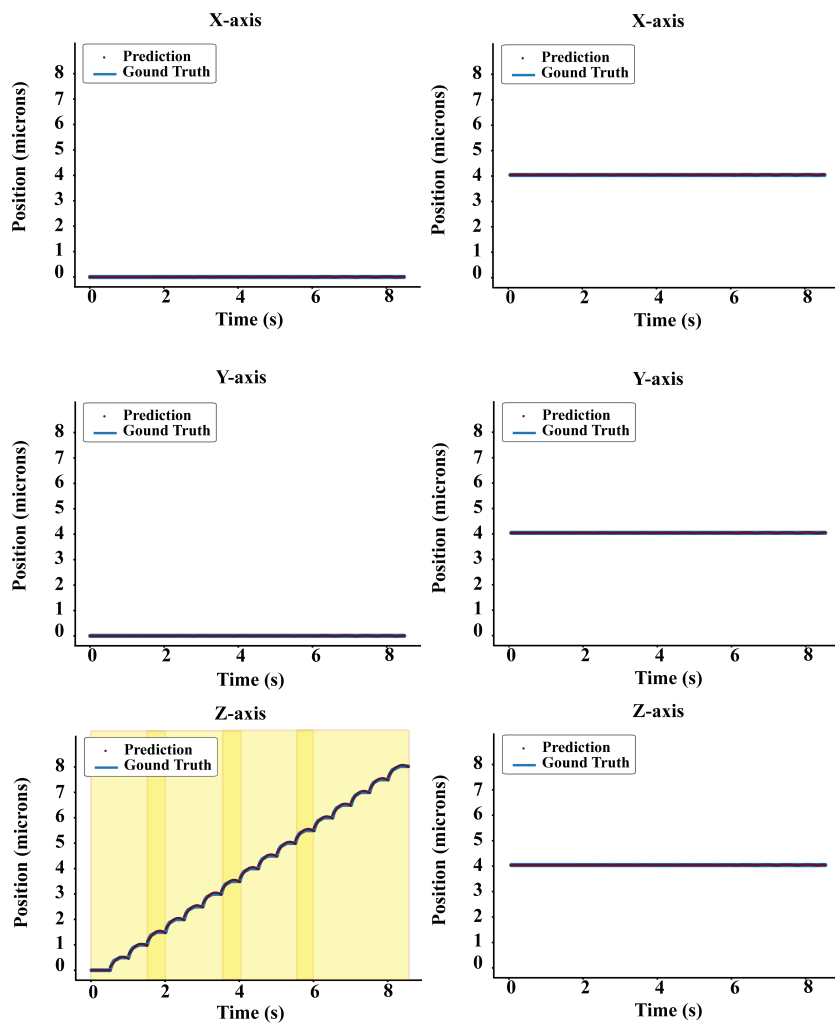 X-axis
Prediction
Gound Truth
8
7
6
5
4
3
2
1
0
Position (microns)
0 2 4 6 8
Time (s)
X-axis
Prediction
Gound Truth
8
7
6
5
4
3
2
1
0
Position (microns)
0 2 4 6 8
Time (s)
Y-axis
Prediction
Gound Truth
8
7
6
5
4
3
2
1
0
Position (microns)
0 2 4 6 8
Time (s)
Y-axis
Prediction
Gound Truth
8
7
6
5
4
3
2
1
0
Position (microns)
0 2 4 6 8
Time (s)
Z-axis
Prediction
Gound Truth
8
7
6
5
4
3
2
1
0
Position (microns)
0 2 4 6 8
Time (s)
Z-axis
Prediction
Gound Truth
8
7
6
5
4
3
2
1
0
Position (microns)
0 2 4 6 8
Time (s)